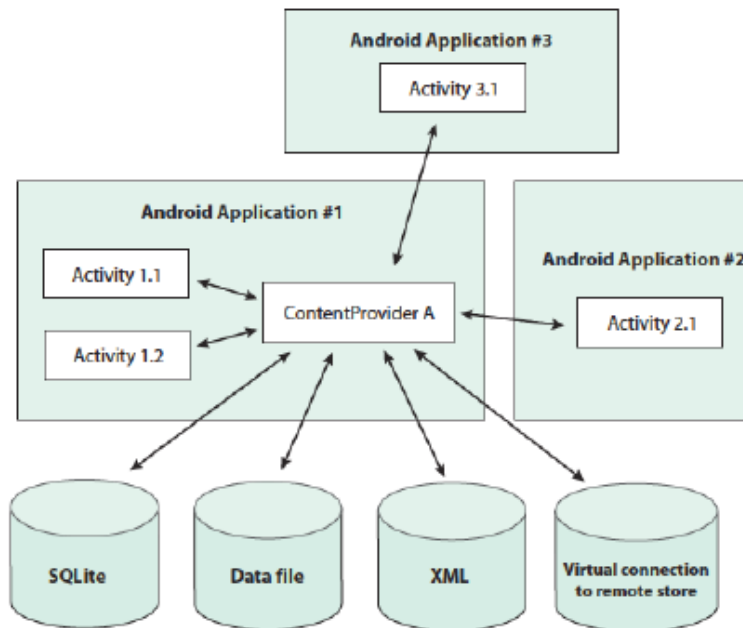 Android Application #3
Activity 3.1
Android Application #1
Activity 1.1
ContentProvider A
Activity 1.2
Android Application #2
Activity 2.1
SQLite
Data file
XML
Virtual connection
to remote store